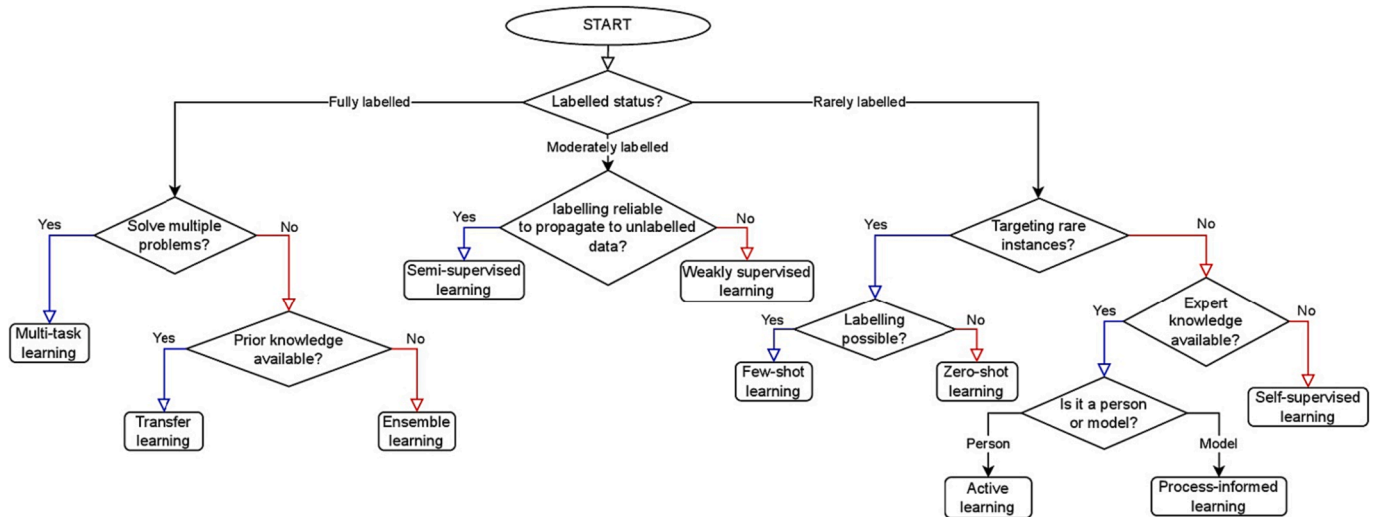 START
Fully labelled
Labelled status?
Rarely labelled
Moderately labelled
Yes
Solve multiple
problems?
No
Yes
labelling reliable
to propagate to unlabelled
data?
No
Targeting rare
instances?
No
Yes
Semi-supervised
learning
Weakly supervised
learning
Multi-task
learning
Yes
Prior knowledge
available?
No
Yes
Labelling
possible?
No
Yes
Expert
knowledge
available?
No
Few-shot
learning
Zero-shot
learning
Self-supervised
learning
Transfer
learning
Ensemble
learning
Is it a person
or model?
Person
Model
Active
learning
Process-informed
learning